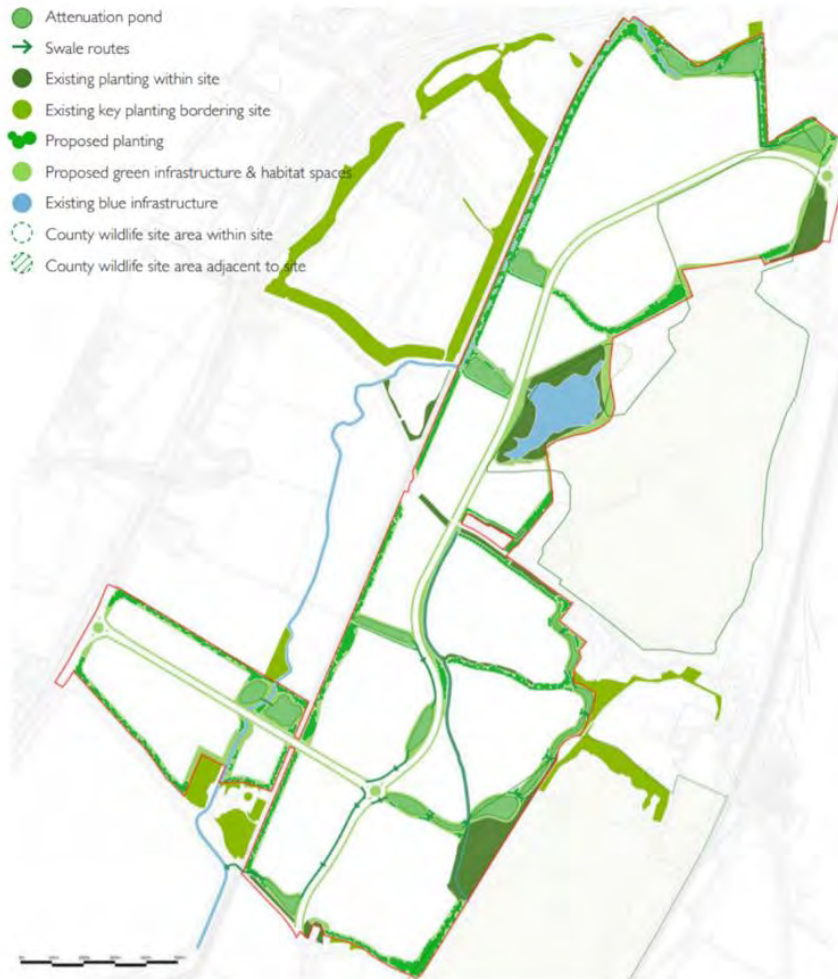 Attenuation pond
Swale routes
Existing planting within site
Existing key planting bordering site
Proposed planting
Proposed green infrastructure & habitat spaces
Existing blue infrastructure
County wildlife site area within site
County wildlife site area adjacent to site